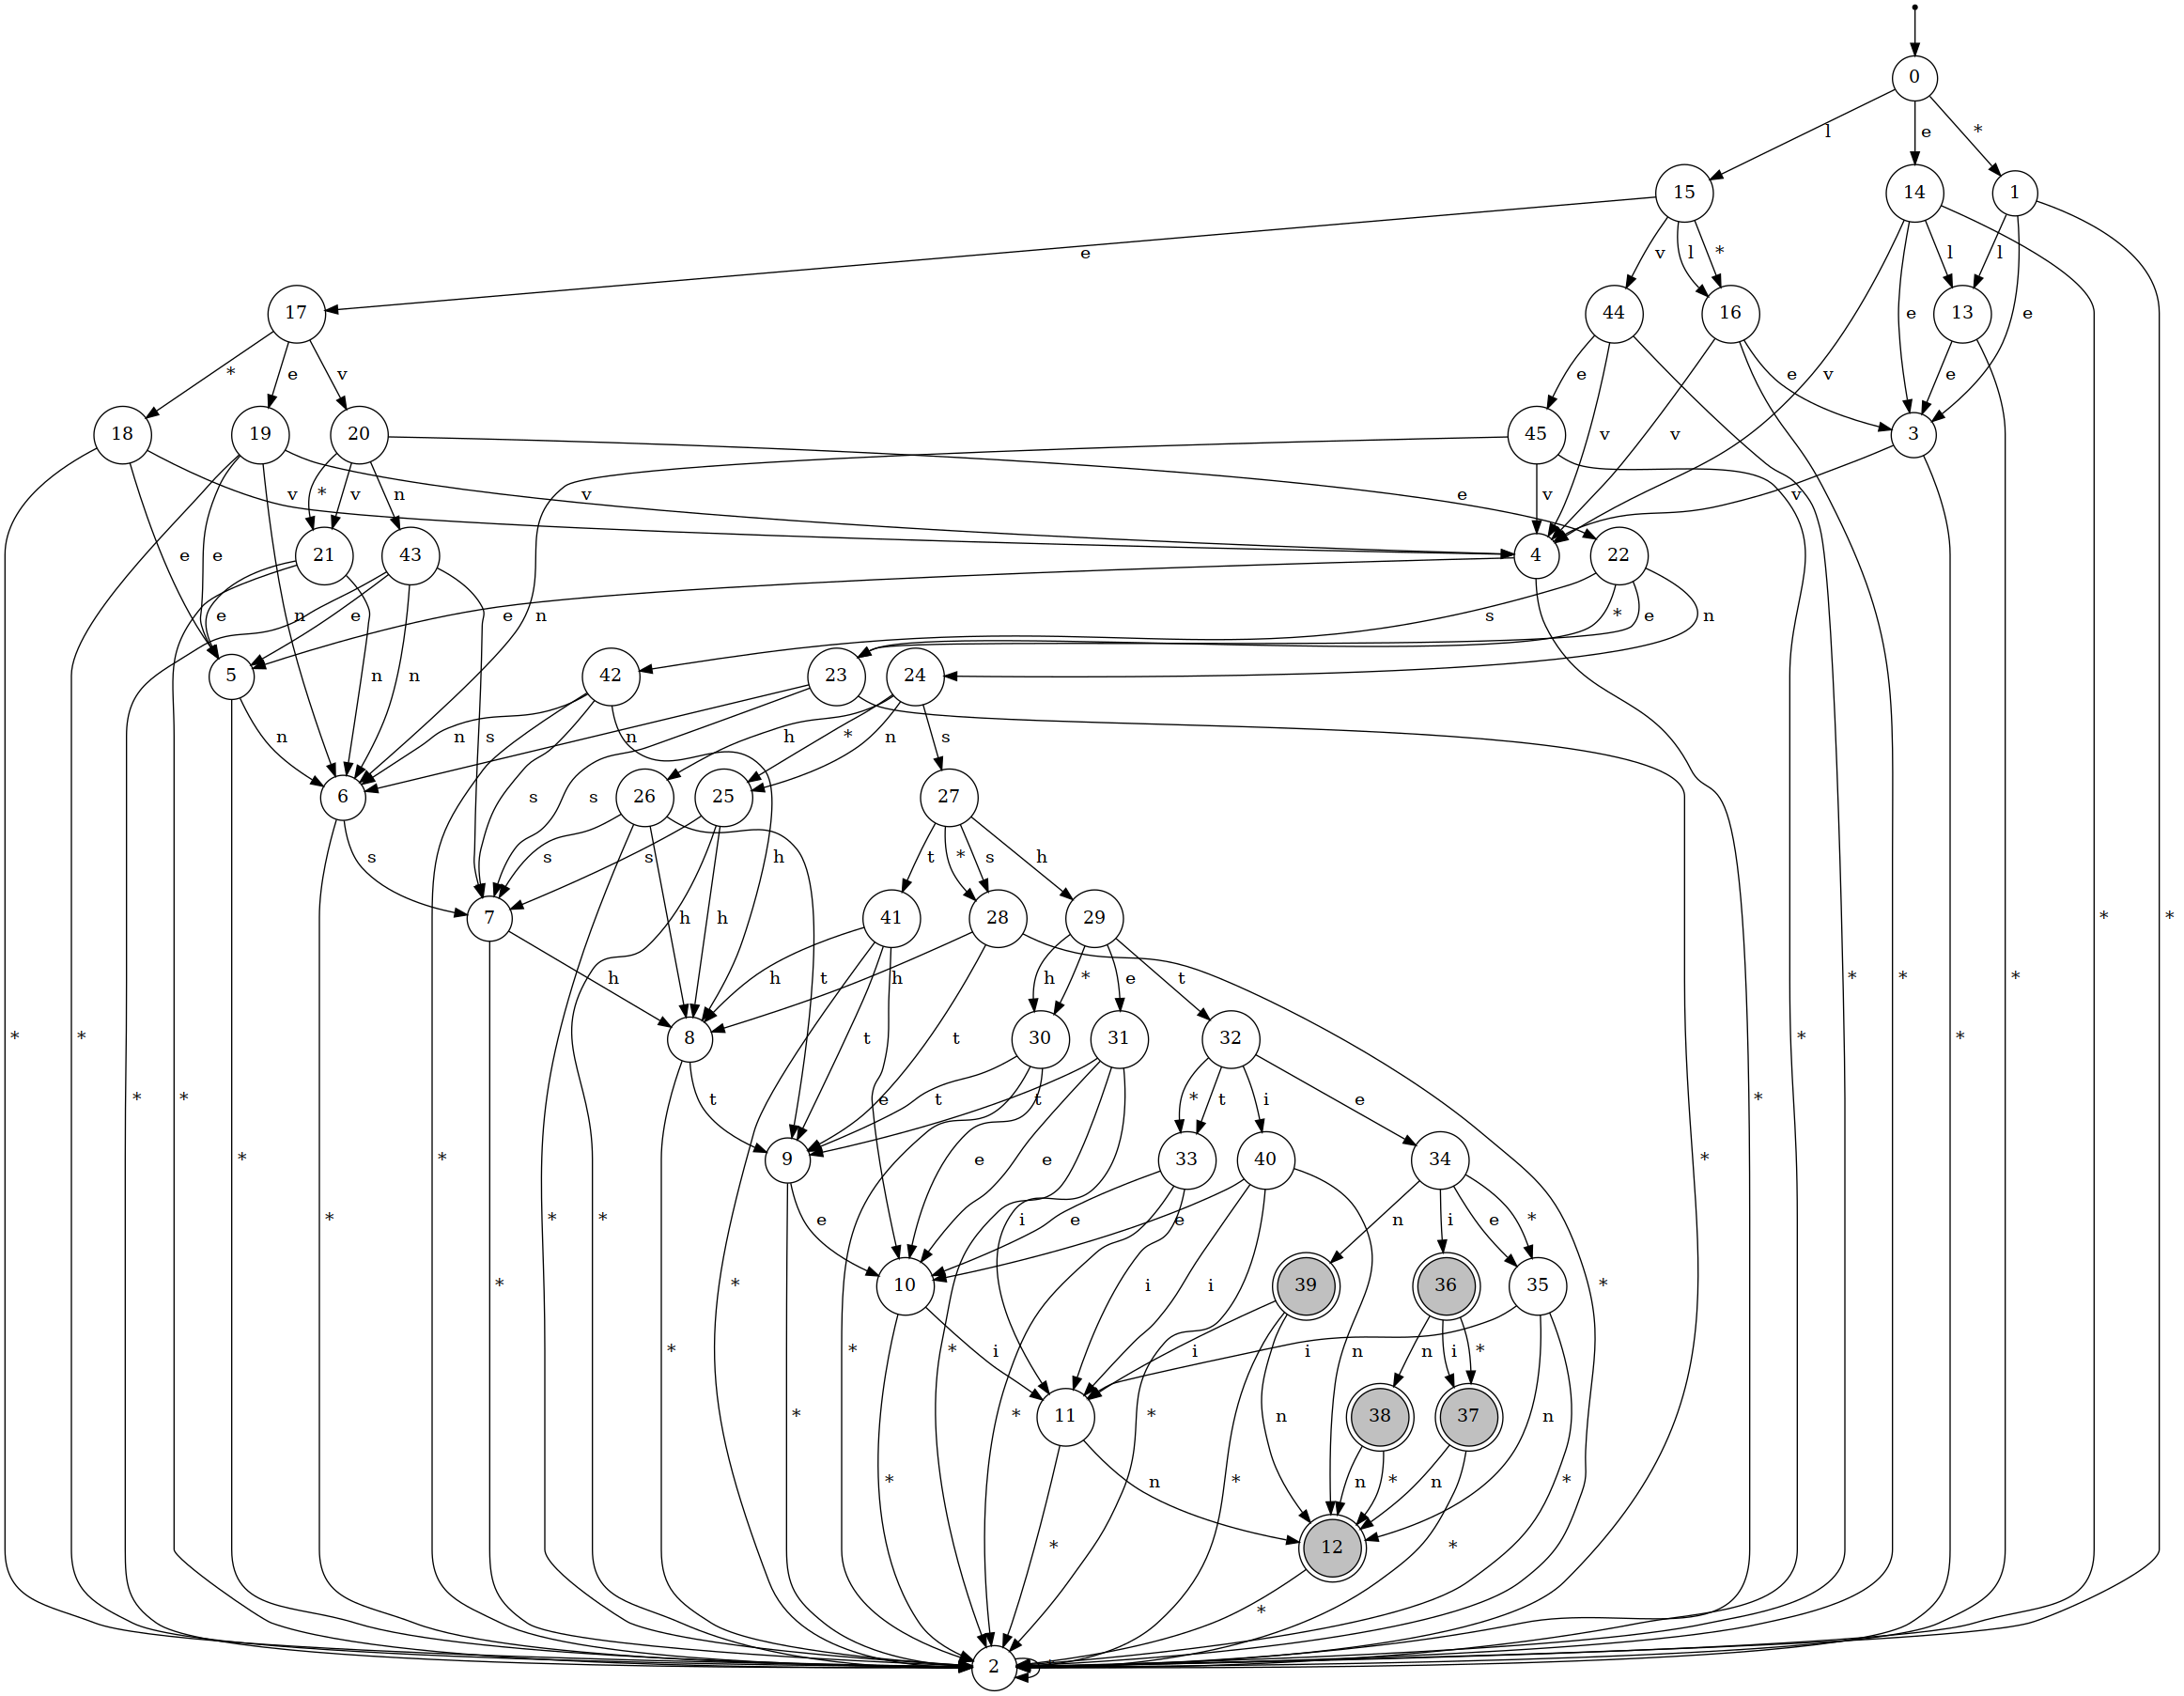 0
l e *
15 14 1
e v l * l l
17 44 16 e 13 e
* e v e v v e
18 19 20 45 3
v * v n v e v v v
e e 21 43 4 22
e n e e n s * e n
5 42 23 24
n n n s n n h * n s
6 26 25 27
s s s s s h t * s h * * * * *
7 41 28 29
h h h t h h h * e t
* * * * 8 30 31 32 * * *
* * t t t e t t * t i e *
* * 9 33 40 34 *
* * * e e e i e e n i e *
* * 10 39 36 35 *
* * i i i i i n n i *
* * * 11 38 37
* n * n n * n n *
12
* * *
2 *